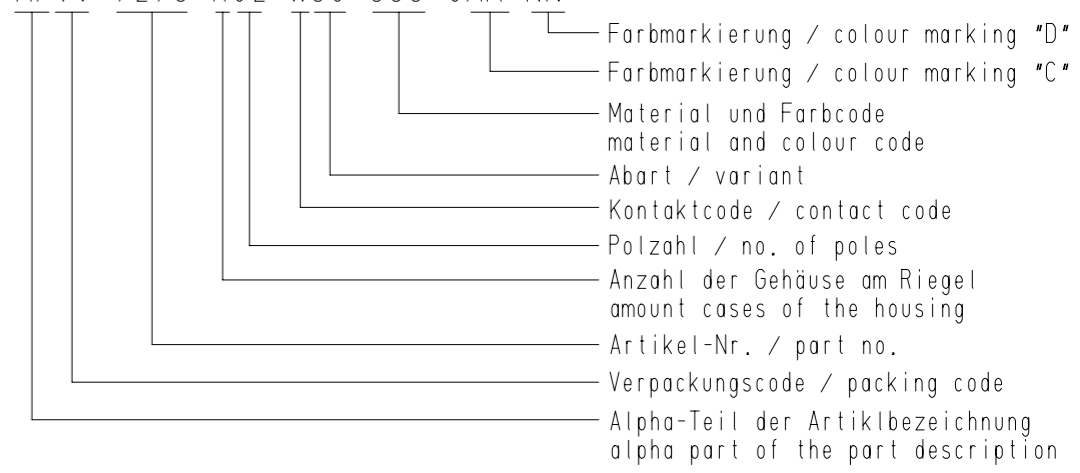 Farbmarkierung / colour marking "D"
Farbmarkierung / colour marking "C"
Material und Farbcode
material and colour code
Abart / variant
Kontaktcode / contact code
Polzahl / no. of poles
Anzahl der Gehäuse am Riegel
amount cases of the housing
Artikel-Nr. / part no.
Verpackungscode / packing code
Alpha-Teil der Artiklbezeichnung
alpha part of the part description